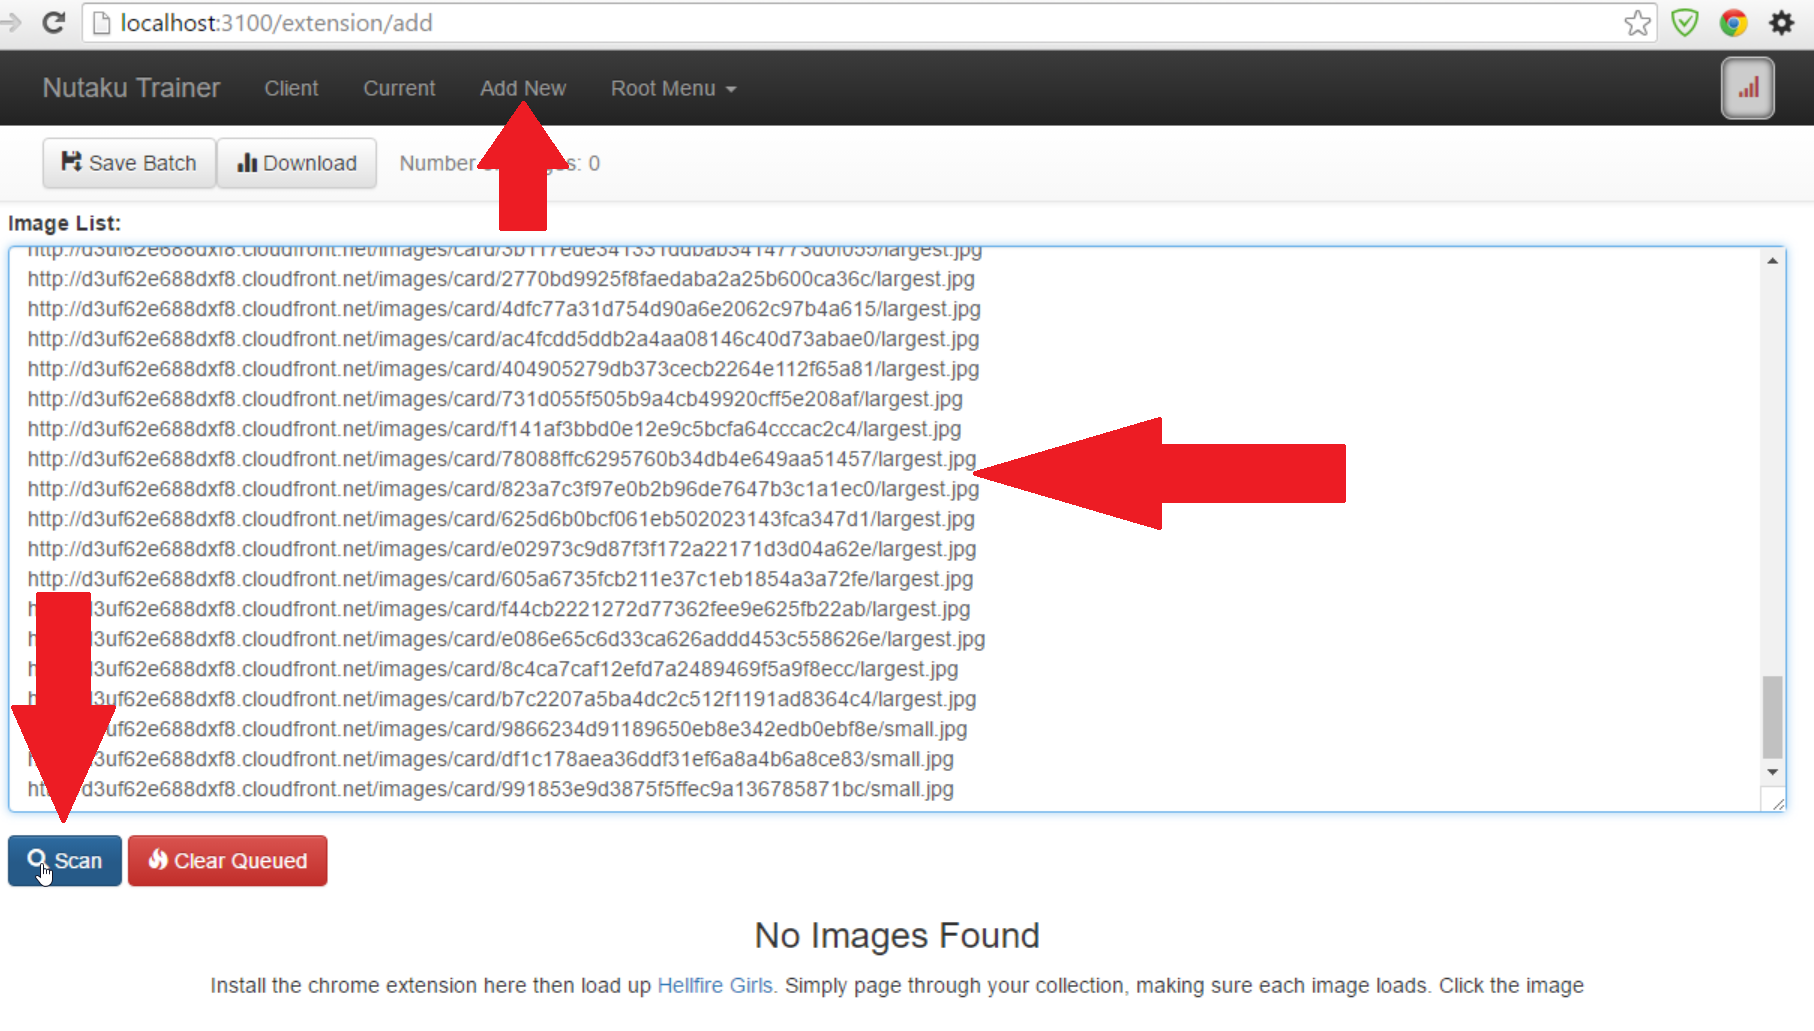 localhost:3100/extension/add
Nutaku Trainer Client Current Add New Root Menu
Save Batch Download Number s: 0
Image List:
http://d3uf62e688dxf8.cloudfront.net/images/card/3b117ede341331ddbab3414773d0f055/largest.jpg
http://d3uf62e688dxf8.cloudfront.net/images/card/2770bd9925f8faedaba2a25b600ca36c/largest.jpg
http://d3uf62e688dxf8.cloudfront.net/images/card/4dfc77a31d754d90a6e2062c97b4a615/largest.jpg
http://d3uf62e688dxf8.cloudfront.net/images/card/ac4fcdd5ddb2a4aa08146c40d73abae0/largest.jpg
http://d3uf62e688dxf8.cloudfront.net/images/card/404905279db373cecb2264e112f65a81/largest.jpg
http://d3uf62e688dxf8.cloudfront.net/images/card/731d055f505b9a4cb49920cff5e208af/largest.jpg
http://d3uf62e688dxf8.cloudfront.net/images/card/f141af3bbd0e12e9c5bcfa64cccac2c4/largest.jpg
http://d3uf62e688dxf8.cloudfront.net/images/card/78088ffc6295760b34db4e649aa51457/largest.jpg
http://d3uf62e688dxf8.cloudfront.net/images/card/823a7c3f97e0b2b96de7647b3c1a1ec0/largest.jpg
http://d3uf62e688dxf8.cloudfront.net/images/card/625d6b0bcf061eb502023143fca347d1/largest.jpg
http://d3uf62e688dxf8.cloudfront.net/images/card/e02973c9d87f3f172a22171d3d04a62e/largest.jpg
http://d3uf62e688dxf8.cloudfront.net/images/card/605a6735fcb211e37c1eb1854a3a72fe/largest.jpg
3uf62e688dxf8.cloudfront.net/images/card/f44cb2221272d77362fee9e625fb22ab/largest.jpg
3uf62e688dxf8.cloudfront.net/images/card/e086e65c6d33ca626addd453c558626e/largest.jpg
3uf62e688dxf8.cloudfront.net/images/card/8c4ca7caf12efd7a2489469f5a9f8ecc/largest.jpg
3uf62e688dxf8.cloudfront.net/images/card/b7c2207a5ba4dc2c512f1191ad8364c4/largest.jpg
uf62e688dxf8.cloudfront.net/images/card/9866234d91189650eb8e342edb0ebf8e/small.jpg
3uf62e688dxf8.cloudfront.net/images/card/df1c178aea36ddf31ef6a8a4b6a8ce83/small.jpg
d3uf62e688dxf8.cloudfront.net/images/card/991853e9d3875f5ffec9a136785871bc/small.jpg
Scan Clear Queued
No Images Found
Install the chrome extension here then load up Hellfire Girls. Simply page through your collection, making sure each image loads. Click the image